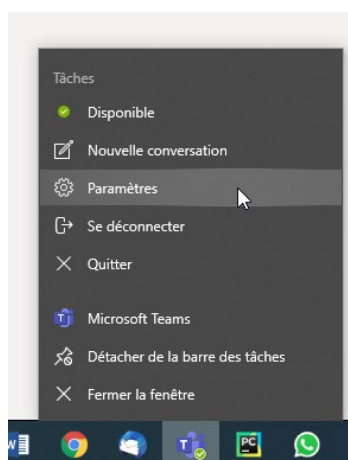 Tâches
Disponible
Nouvelle conversation
Paramètres
Se déconnecter
Quitter
Microsoft Teams
Détacher de la barre des tâches
Fermer la fenêtre
W
T
PC